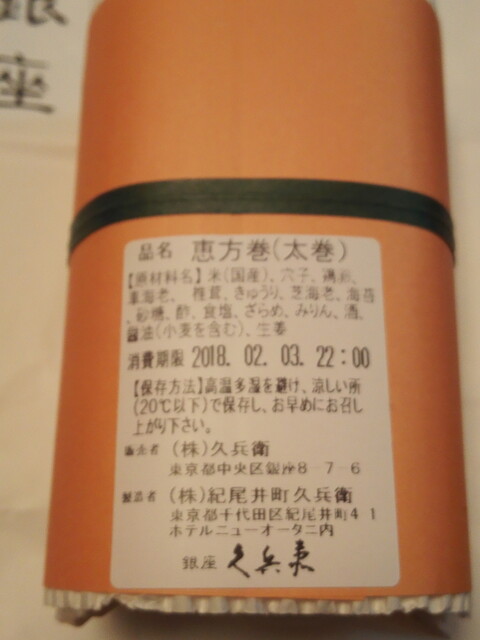 銀座
品名 恵方巻(太巻)
【原材料名】米(国産)、穴子、鶏卵、
車海老、椎茸、きゅうり、芝海老、海苔
、砂糖、酢、食塩、ざらめ、みりん、酒、
醤油(小麦を含む)、生姜
消費期限 2018. 02. 03. 22:00
【保存方法】高温多湿を避け、涼しい所
(20℃以下)で保存し、お早めにお召し
上がり下さい。
販売者 (株)久兵衛
東京都中央区銀座8-7-6
製造者 (株)紀尾井町久兵衛
東京都千代田区紀尾井町4-1
ホテルニューオータニ内
銀座 久兵衛